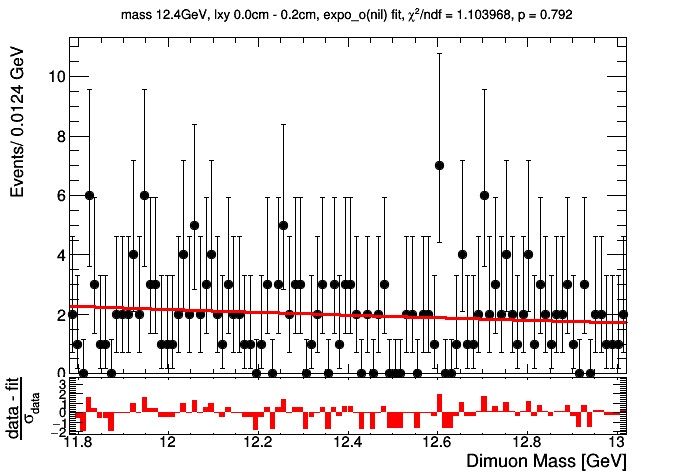 mass 12.4GeV, lxy 0.0cm - 0.2cm, expo_o(nil) fit, χ²/ndf = 1.103968, p = 0.792
Events/ 0.0124 GeV
10
8
6
4
2
0
data - fit
σdata
3
2
1
0
−1
−2
11.8 12 12.2 12.4 12.6 12.8 13
Dimuon Mass [GeV]